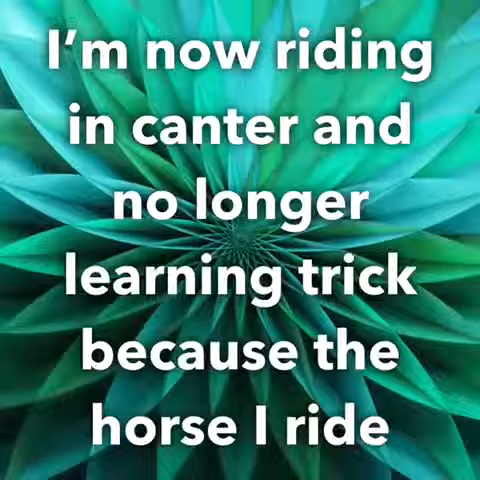 I'm now riding
in canter and
no longer
learning trick
because the
horse I ride